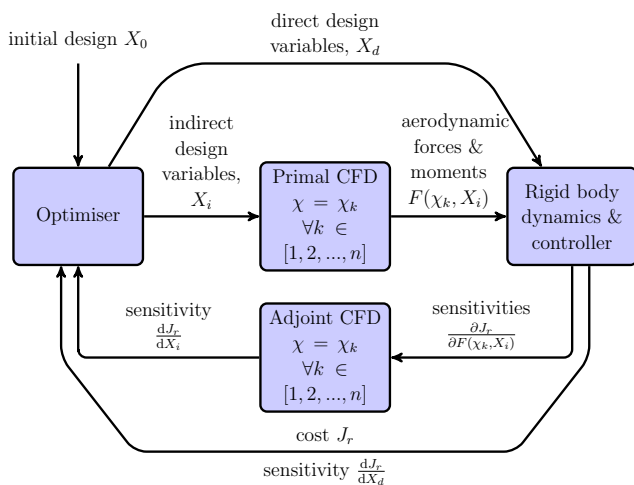 direct design
variables, X_d
initial design X_0
indirect
design
variables,
X_i
aerodynamic
forces &
moments
F(χ_k, X_i)
Optimiser
Primal CFD
χ = χ_k
∀k ∈
[1, 2, ..., n]
Rigid body
dynamics &
controller
sensitivity
dJ_r
dX_i
Adjoint CFD
χ = χ_k
∀k ∈
[1, 2, ..., n]
sensitivities
∂J_r
∂F(χ_k,X_i)
cost J_r
sensitivity dJ_r/dX_d